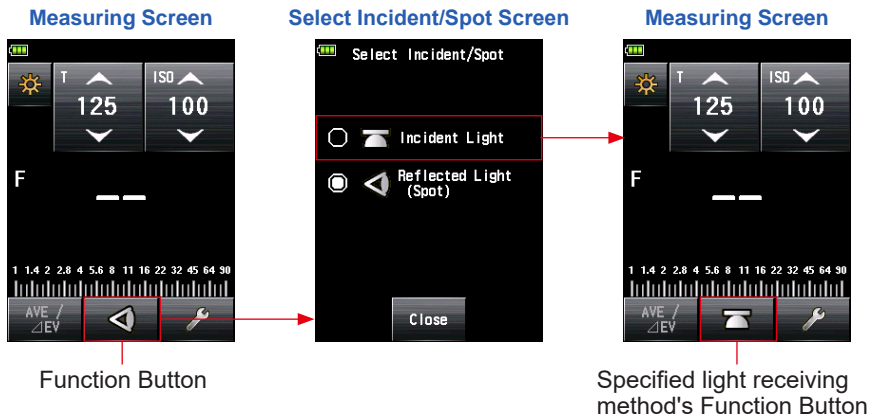 Measuring Screen
T
ISO
125
100
F
1 1.4 2 2.8 4 5.6 8 11 16 22 32 45 64 90
AVE /
⊿EV
Function Button
Select Incident/Spot Screen
Select Incident/Spot
Incident Light
Reflected Light
(Spot)
Close
Measuring Screen
T
ISO
125
100
F
1 1.4 2 2.8 4 5.6 8 11 16 22 32 45 64 90
AVE /
⊿EV
Specified light receiving
method's Function Button